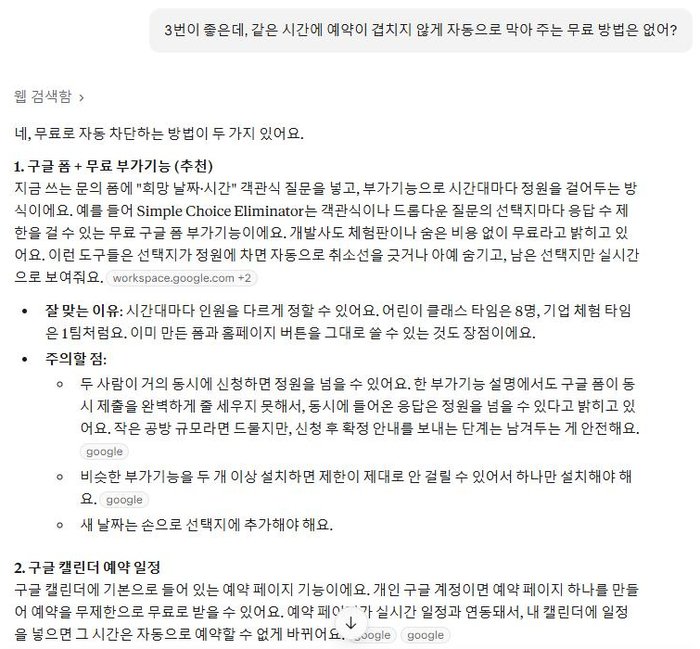 3번이 좋은데, 같은 시간에 예약이 겹치지 않게 자동으로 막아 주는 무료 방법은 없어?
웹 검색함 >
네, 무료로 자동 차단하는 방법이 두 가지 있어요.
1. 구글 폼 + 무료 부가기능 (추천)
지금 쓰는 문의 폼에 "희망 날짜·시간" 객관식 질문을 넣고, 부가기능으로 시간대마다 정원을 걸어두는 방
식이에요. 예를 들어 Simple Choice Eliminator는 객관식이나 드롭다운 질문의 선택지마다 응답 수 제
한을 걸 수 있는 무료 구글 폼 부가기능이에요. 개발사도 체험판이나 숨은 비용 없이 무료라고 밝히고 있
어요. 이런 도구들은 선택지가 정원에 차면 자동으로 취소선을 긋거나 아예 숨기고, 남은 선택지만 실시간
으로 보여줘요. workspace.google.com +2
• 잘 맞는 이유: 시간대마다 인원을 다르게 정할 수 있어요. 어린이 클래스 타임은 8명, 기업 체험 타임
은 1팀처럼요. 이미 만든 폼과 홈페이지 버튼을 그대로 쓸 수 있는 것도 장점이에요.
• 주의할 점:
○ 두 사람이 거의 동시에 신청하면 정원을 넘을 수 있어요. 한 부가기능 설명에서도 구글 폼이 동
시 제출을 완벽하게 줄 세우지 못해서, 동시에 들어온 응답은 정원을 넘을 수 있다고 밝히고 있
어요. 작은 공방 규모라면 드물지만, 신청 후 확정 안내를 보내는 단계는 남겨두는 게 안전해요.
google
○ 비슷한 부가기능을 두 개 이상 설치하면 제한이 제대로 안 걸릴 수 있어서 하나만 설치해야 해
요. google
○ 새 날짜는 손으로 선택지에 추가해야 해요.
2. 구글 캘린더 예약 일정
구글 캘린더에 기본으로 들어 있는 예약 페이지 기능이에요. 개인 구글 계정이면 예약 페이지 하나를 만들
어 예약을 무제한으로 무료로 받을 수 있어요. 예약 실시간 일정과 연동돼서, 내 캘린더에 일정
을 넣으면 그 시간은 자동으로 예약할 수 없게 바뀌어요. google